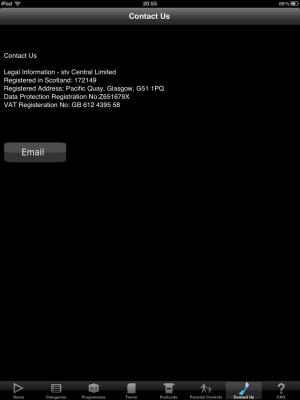 iPad 20:55 89%
Contact Us
Contact Us
Legal Information - stv Central Limited
Registered in Scotland: 172149
Registered Address: Pacific Quay, Glasgow, G51 1PQ
Data Protection Registration No:Z651679X
VAT Registeration No: GB 612 4395 58
Email
Home Categories Programmes Terms Postcode Parental Controls Contact Us FAQ